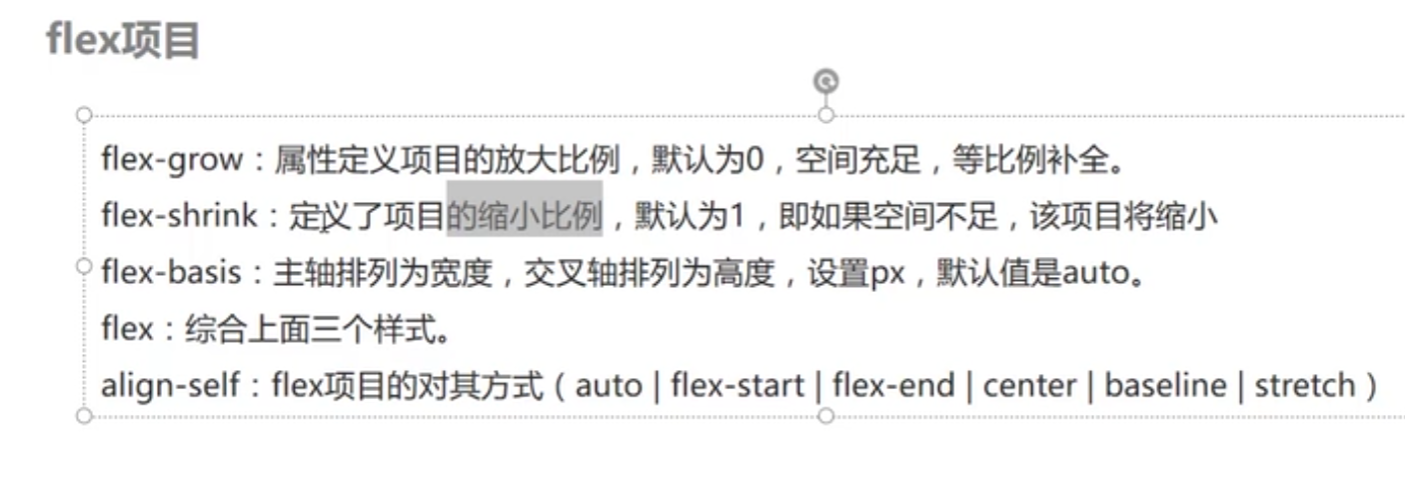 flex项目
flex-grow：属性定义项目的放大比例，默认为0，空间充足，等比例补全。
flex-shrink：定义了项目的缩小比例，默认为1，即如果空间不足，该项目将缩小
flex-basis：主轴排列为宽度，交叉轴排列为高度，设置px，默认值是auto。
flex：综合上面三个样式。
align-self：flex项目的对其方式（auto | flex-start | flex-end | center | baseline | stretch）